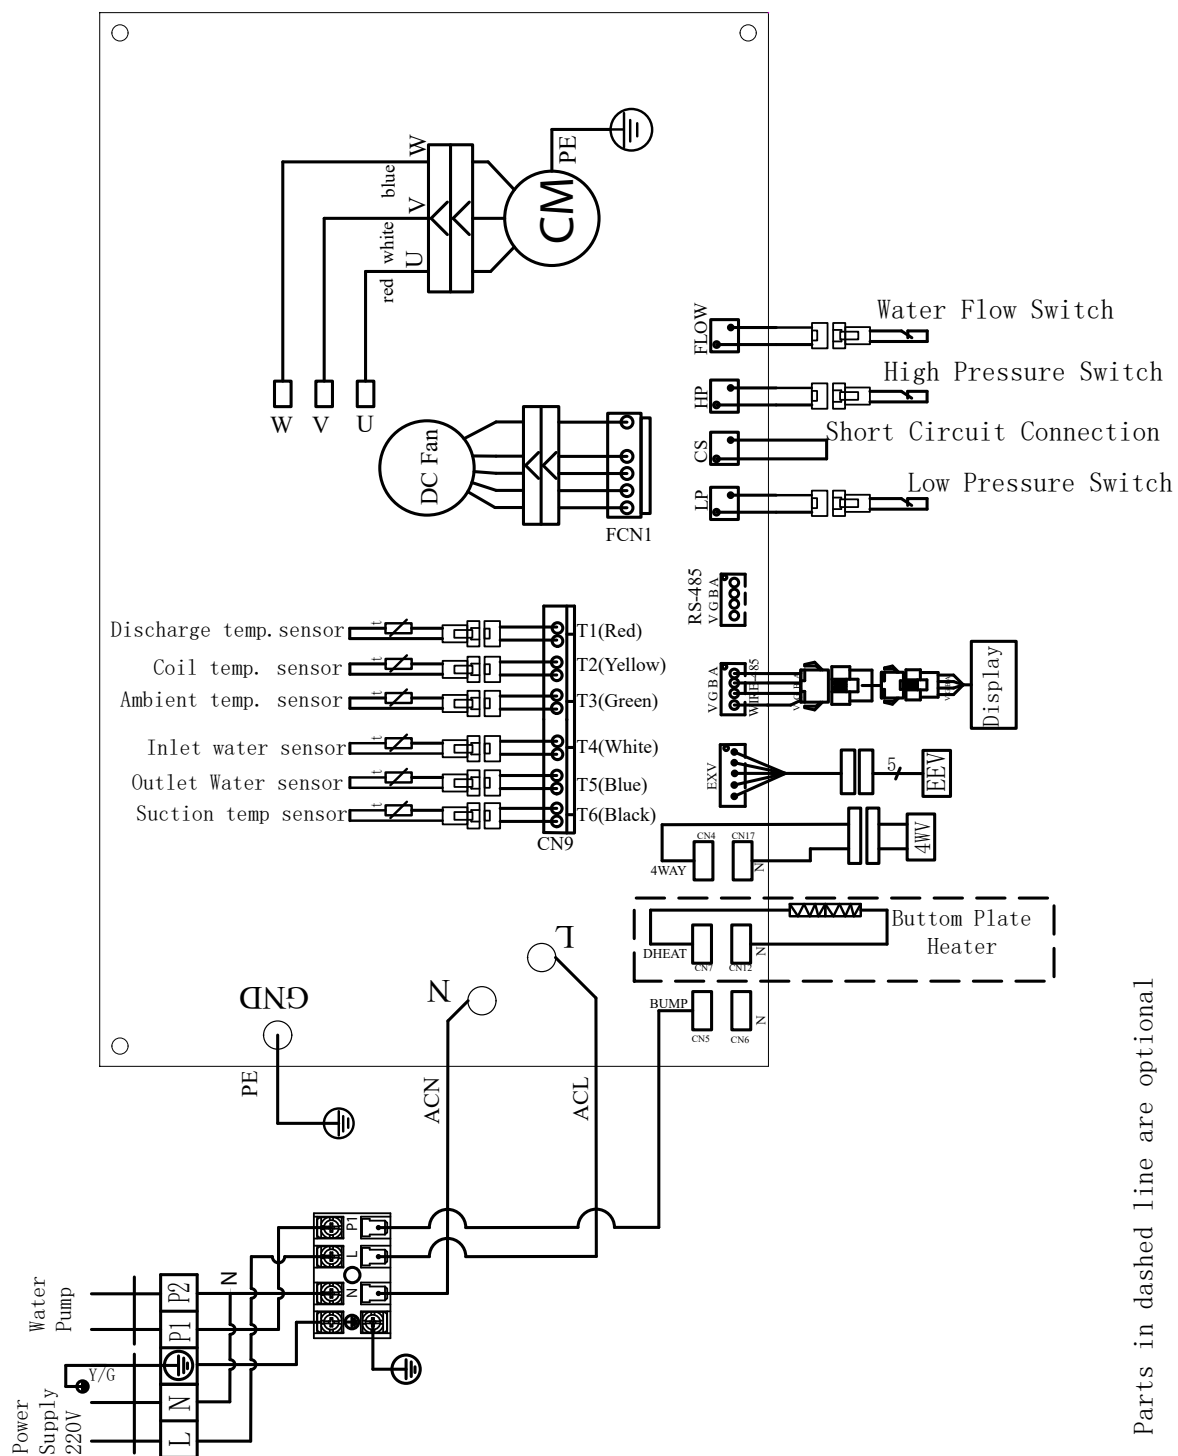 W
blue
V
white
U
red
CM
PE
W
V
U
DC Fan
FCN1
FLOW
Water Flow Switch
HP
High Pressure Switch
CS
Short Circuit Connection
LP
Low Pressure Switch
RS-485
V G B A
V G B A
WIRE-485
Display
EXV
5
EEV
Discharge temp.sensor
t
T1(Red)
Coil temp. sensor
t
T2(Yellow)
Ambient temp. sensor
t
T3(Green)
Inlet water sensor
t
T4(White)
Outlet Water sensor
t
T5(Blue)
Suction temp sensor
t
T6(Black)
CN9
CN4
CN17
4WAY
N
4WV
Buttom Plate
Heater
DHEAT
CN7
CN12
N
BUMP
CN5
CN6
N
GND
N
L
PE
ACN
ACL
P1
L
N
N
Water
Pump
P2
P1
Y/G
Power
Supply
220V
N
L
Parts in dashed line are optional